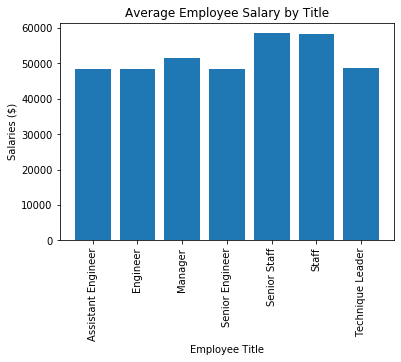 Average Employee Salary by Title
Salaries ($)
60000
50000
40000
30000
20000
10000
0
Assistant Engineer
Engineer
Manager
Senior Engineer
Senior Staff
Staff
Technique Leader
Employee Title